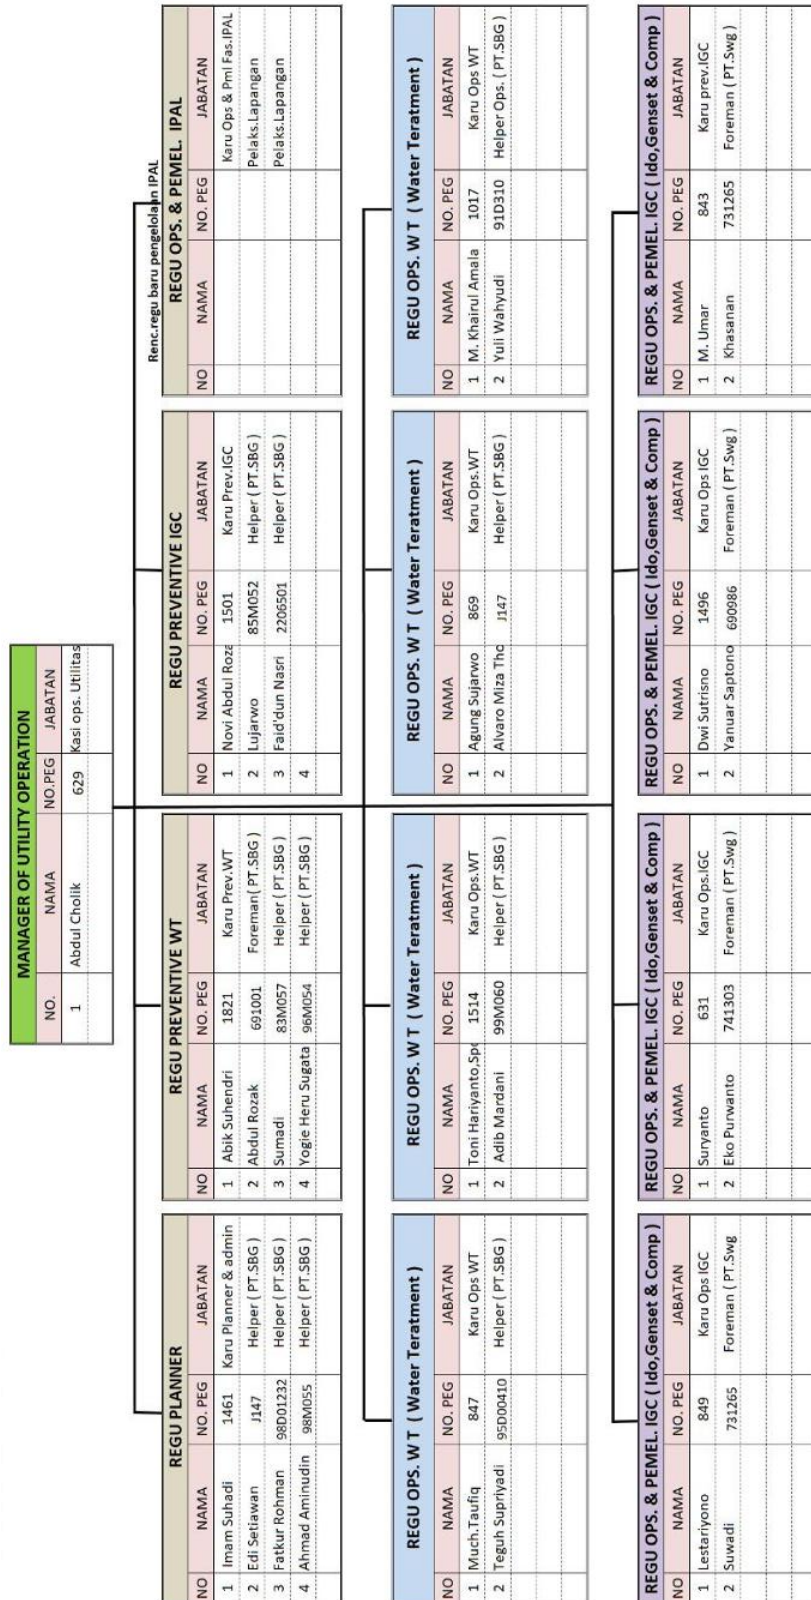 MANAGER OF UTILITY OPERATION
NO. NAMA NO.PEG JABATAN
1 Abdul Cholik 629 Kasi ops. Utilitas
Renc.regu baru pengelolaan IPAL
REGU PLANNER
NO NAMA NO. PEG JABATAN
1 Imam Suhadi 1461 Karu Planner & admin
2 Edi Setiawan J147 Helper ( PT.SBG )
3 Fatkur Rohman 98D01232 Helper ( PT.SBG )
4 Ahmad Aminudin 98M055 Helper ( PT.SBG )
REGU PREVENTIVE WT
NO NAMA NO. PEG JABATAN
1 Abik Suhendri 1821 Karu Prev.WT
2 Abdul Rozak 691001 Foreman( PT.SBG )
3 Sumadi 83M057 Helper ( PT.SBG )
4 Yogie Heru Sugata 96M054 Helper ( PT.SBG )
REGU PREVENTIVE IGC
NO NAMA NO. PEG JABATAN
1 Novi Abdul Roza 1501 Karu Prev.IGC
2 Lujarwo 85M052 Helper ( PT.SBG )
3 Faid'dun Nasri 2206501 Helper ( PT.SBG )
4
REGU OPS. & PEMEL. IPAL
NO NAMA NO. PEG JABATAN
Karu Ops & Pml Fas.IPAL
Pelaks.Lapangan
Pelaks.Lapangan
REGU OPS. W T ( Water Teratment )
NO NAMA NO. PEG JABATAN
1 Much.Taufiq 847 Karu Ops WT
2 Teguh Supriyadi 95D00410 Helper ( PT.SBG )
REGU OPS. W T ( Water Teratment )
NO NAMA NO. PEG JABATAN
1 Toni Hariyanto,Spd 1514 Karu Ops.WT
2 Adib Mardani 99M060 Helper ( PT.SBG )
REGU OPS. W T ( Water Teratment )
NO NAMA NO. PEG JABATAN
1 Agung Sujarwo 869 Karu Ops.WT
2 Alvaro Miza Tho J147 Helper ( PT.SBG )
REGU OPS. W T ( Water Teratment )
NO NAMA NO. PEG JABATAN
1 M. Khairul Amala 1017 Karu Ops WT
2 Yuli Wahyudi 91D310 Helper Ops. ( PT.SBG )
REGU OPS. & PEMEL. IGC ( Ido,Genset & Comp )
NO NAMA NO. PEG JABATAN
1 Lestariyono 849 Karu Ops IGC
2 Suwadi 731265 Foreman ( PT.Swg
REGU OPS. & PEMEL. IGC ( Ido,Genset & Comp )
NO NAMA NO. PEG JABATAN
1 Suryanto 631 Karu Ops.IGC
2 Eko Purwanto 741303 Foreman ( PT.Swg )
REGU OPS. & PEMEL. IGC ( Ido,Genset & Comp )
NO NAMA NO. PEG JABATAN
1 Dwi Sutrisno 1496 Karu Ops IGC
2 Yanuar Saptono 690986 Foreman ( PT.Swg )
REGU OPS. & PEMEL. IGC ( Ido,Genset & Comp )
NO NAMA NO. PEG JABATAN
1 M. Umar 843 Karu prev.IGC
2 Khasanan 731265 Foreman ( PT.Swg )